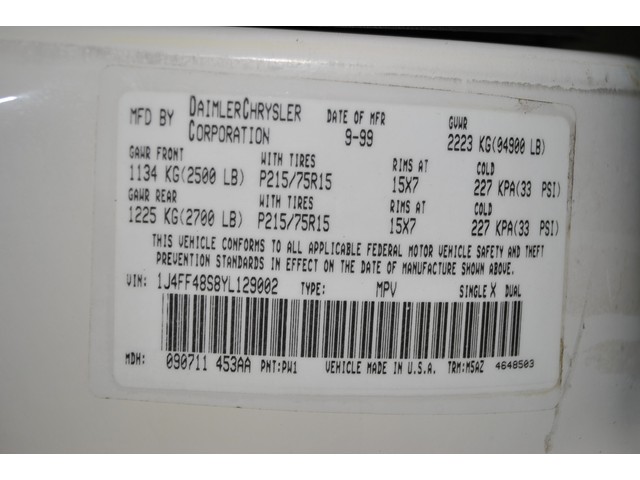 MFD BY DAIMLERCHRYSLER CORPORATION DATE OF MFR 9-99 GVWR 2223 KG(04900 LB)
GAWR FRONT WITH TIRES RIMS AT COLD
1134 KG(2500 LB) P215/75R15 15X7 227 KPA(33 PSI)
GAWR REAR WITH TIRES RIMS AT COLD
1225 KG(2700 LB) P215/75R15 15X7 227 KPA(33 PSI)
THIS VEHICLE CONFORMS TO ALL APPLICABLE FEDERAL MOTOR VEHICLE SAFETY AND THEFT
PREVENTION STANDARDS IN EFFECT ON THE DATE OF MANUFACTURE SHOWN ABOVE.
VIN: 1J4FF48S8YL129002 TYPE: MPV SINGLE X DUAL
MDH: 090711 453AA PNT:PW1 VEHICLE MADE IN U.S.A. TRM:MSAZ 4648503